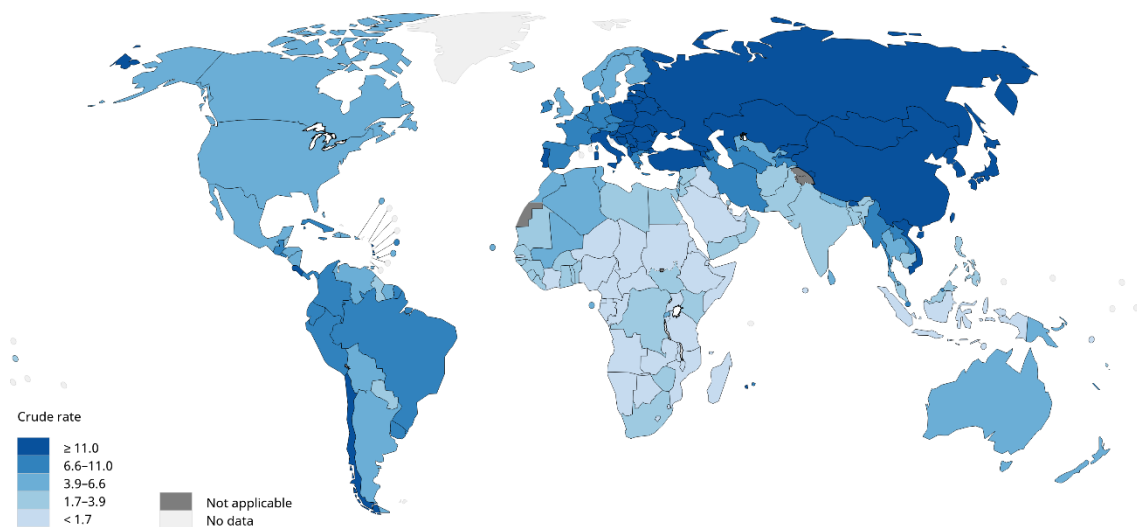 Crude rate
≥ 11.0
6.6–11.0
3.9–6.6
1.7–3.9
< 1.7
Not applicable
No data